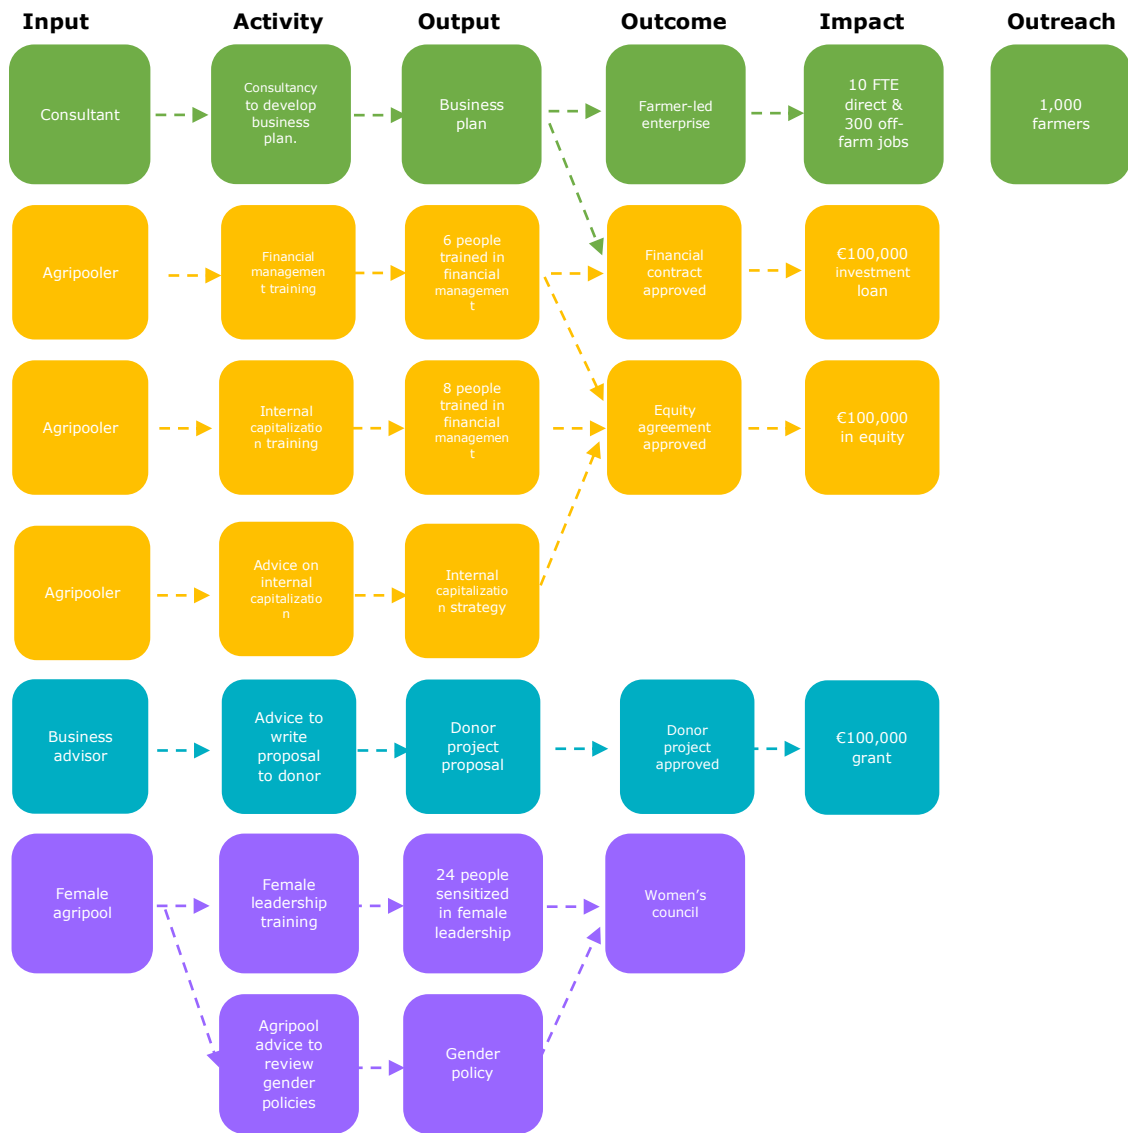 Input
Activity
Output
Outcome
Impact
Outreach
Consultant
Consultancy
to develop
business
plan.
Business
plan
Farmer-led
enterprise
10 FTE
direct &
300 off-
farm jobs
1,000
farmers
Agripooler
Financial
managemen
t training
6 people
trained in
financial
managemen
t
Financial
contract
approved
€100,000
investment
loan
Agripooler
Internal
capitalizatio
n training
8 people
trained in
financial
managemen
t
Equity
agreement
approved
€100,000
in equity
Agripooler
Advice on
internal
capitalizatio
n
Internal
capitalizatio
n strategy
Business
advisor
Advice to
write
proposal
to donor
Donor
project
proposal
Donor
project
approved
€100,000
grant
Female
agripool
Female
leadership
training
24 people
sensitized
in female
leadership
Women’s
council
Agripool
advice to
review
gender
policies
Gender
policy